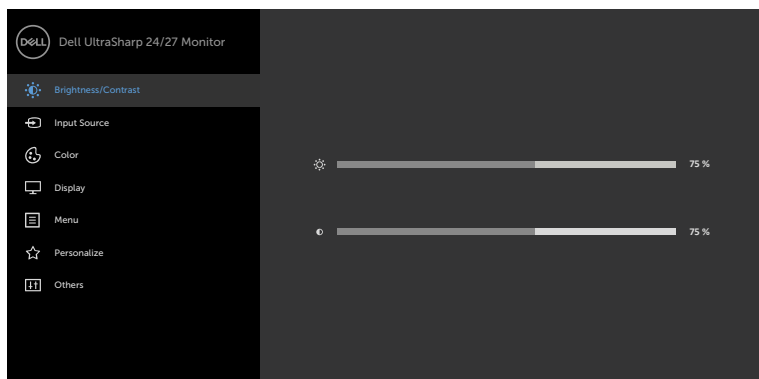 DELL
Dell UltraSharp 24/27 Monitor
Brightness/Contrast
Input Source
Color
75 %
Display
Menu
75 %
Personalize
Others